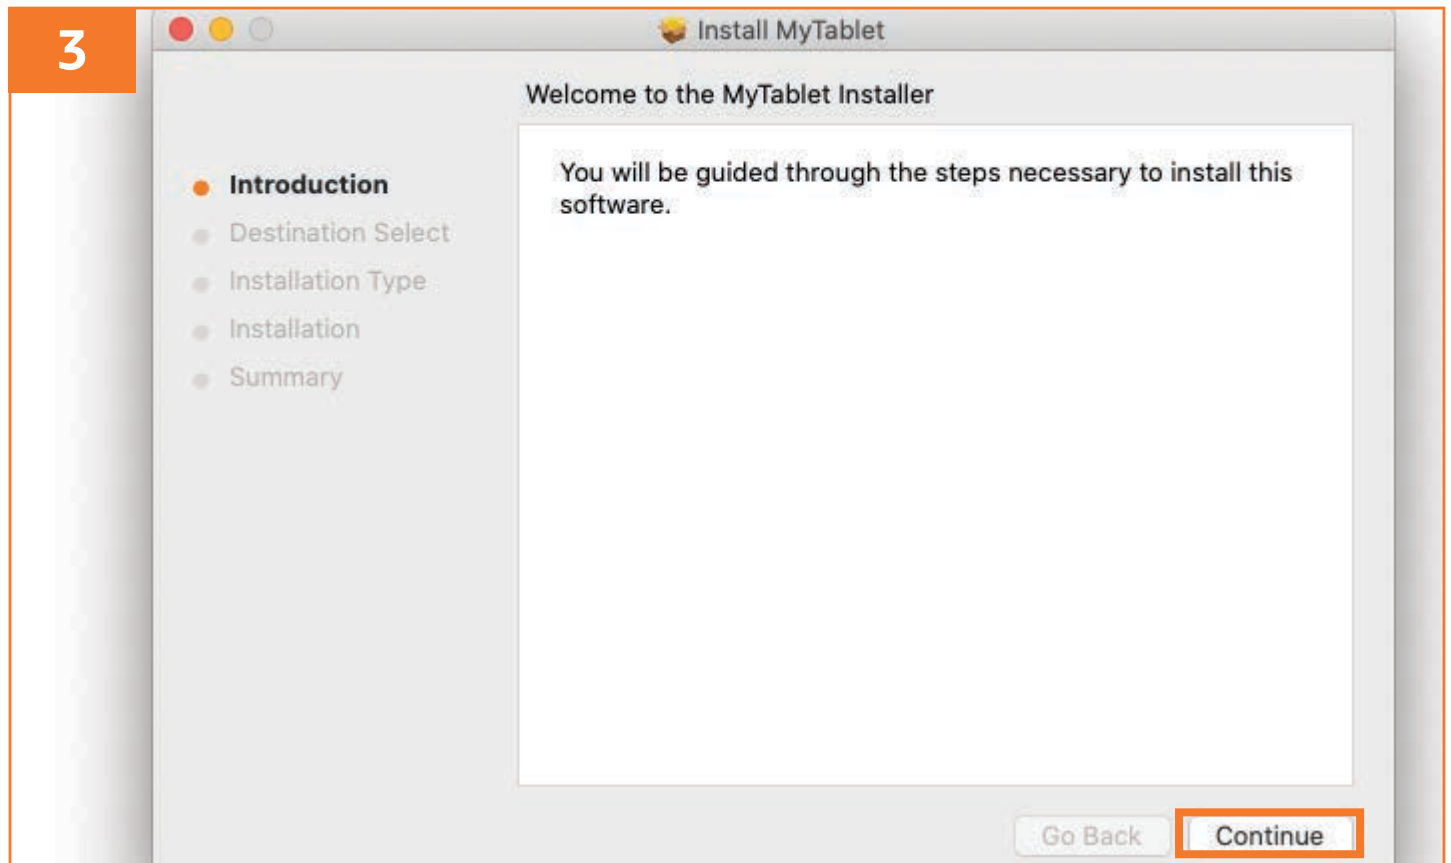 3
Install MyTablet
Welcome to the MyTablet Installer
Introduction
Destination Select
Installation Type
Installation
Summary
You will be guided through the steps necessary to install this
software.
Go Back
Continue